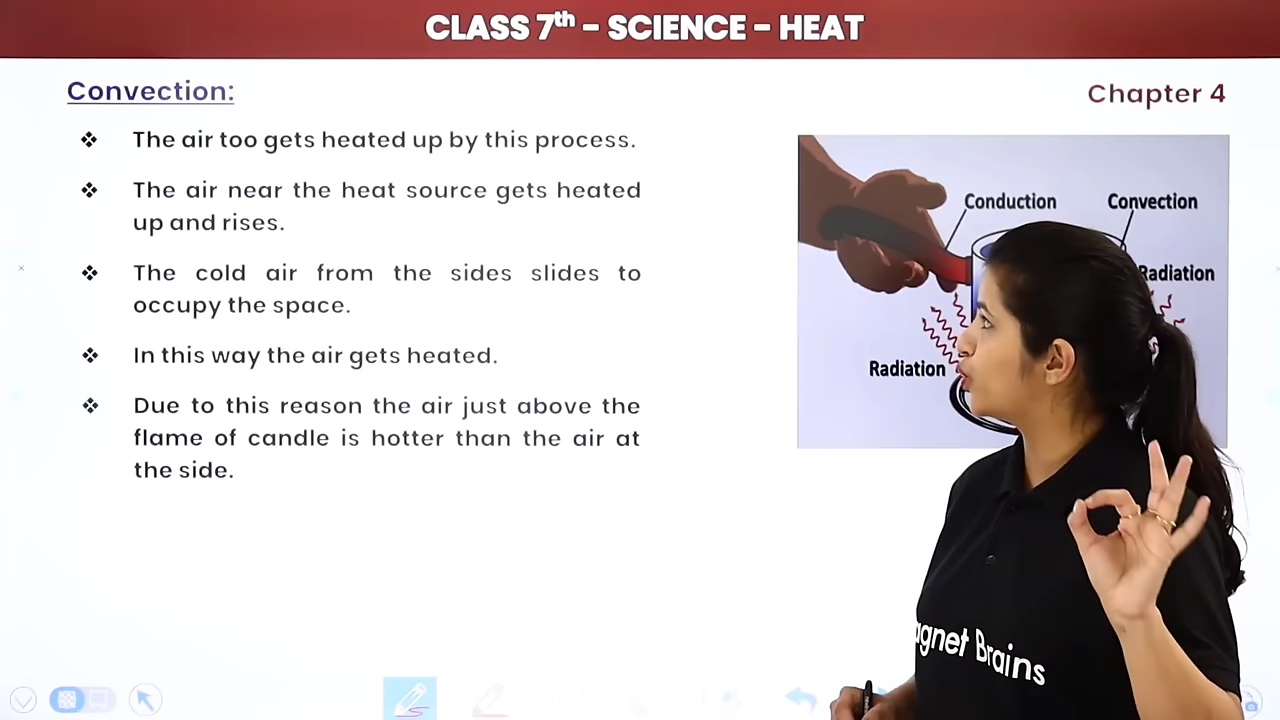 CLASS 7th - SCIENCE - HEAT
Convection:
Chapter 4
❖ The air too gets heated up by this process.
❖ The air near the heat source gets heated
up and rises.
❖ The cold air from the sides slides to
occupy the space.
❖ In this way the air gets heated.
❖ Due to this reason the air just above the
flame of candle is hotter than the air at
the side.
Conduction
Convection
Radiation
Radiation
Brains